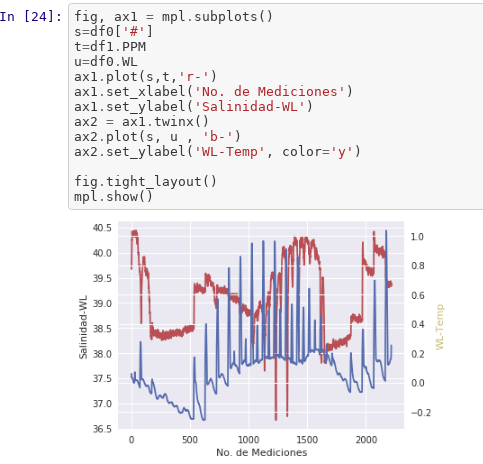 In [24]: fig, ax1 = mpl.subplots()
s=df0['#']
t=df1.PPM
u=df0.WL
ax1.plot(s,t,'r-')
ax1.set_xlabel('No. de Mediciones')
ax1.set_ylabel('Salinidad-WL')
ax2 = ax1.twinx()
ax2.plot(s, u , 'b-')
ax2.set_ylabel('WL-Temp', color='y')
fig.tight_layout()
mpl.show()
40.5
40.0
39.5
39.0
38.5
38.0
37.5
37.0
36.5
Salinidad-WL
1.0
0.8
0.6
0.4
0.2
0.0
−0.2
WL-Temp
0 500 1000 1500 2000
No. de Mediciones